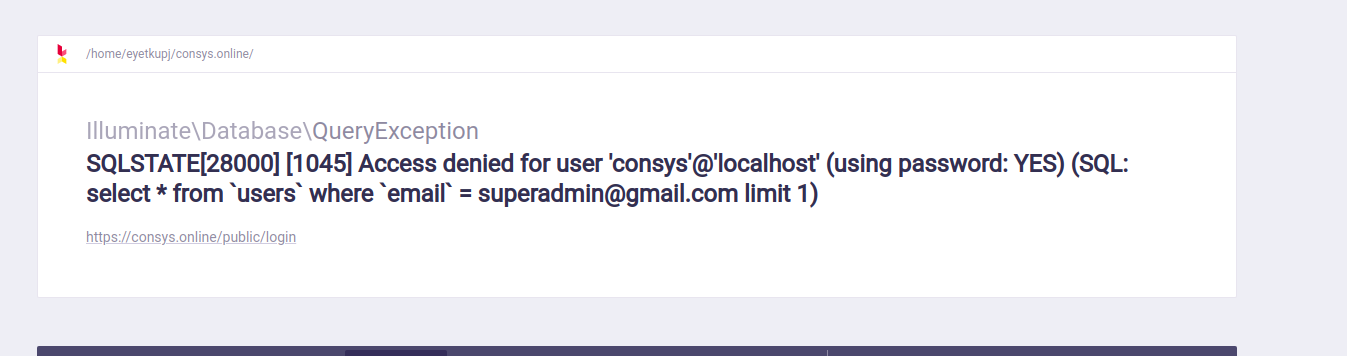 /home/eyetkupj/consys.online/
Illuminate\Database\QueryException
SQLSTATE[28000] [1045] Access denied for user 'consys'@'localhost' (using password: YES) (SQL:
select * from `users` where `email` = superadmin@gmail.com limit 1)
https://consys.online/public/login